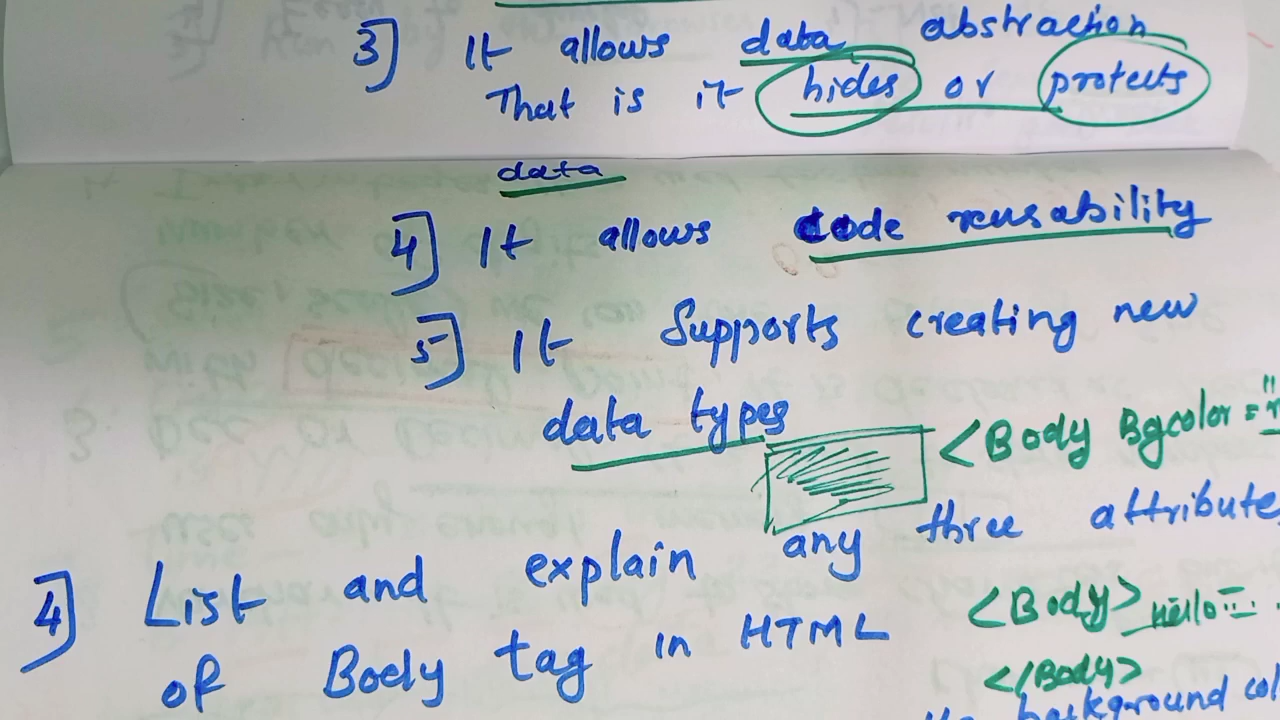 3] It allows data abstraction
That is it hides or protects
data
4] It allows code reusability
5] It Supports creating new
data types
<Body Bgcolor = "
4] List and explain any three attribute
of Body tag in HTML
<Body> Hello
</Body>
background col